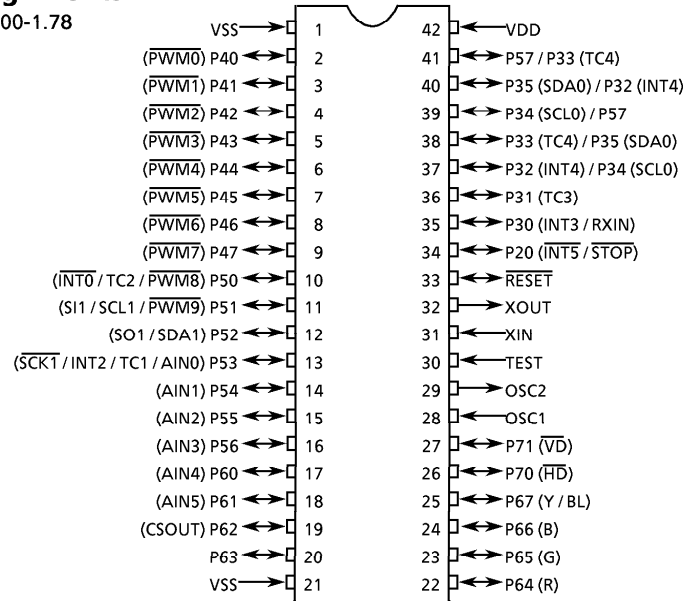 00-1.78
VSS 1 42 VDD
(PWM0) P40 2 41 P57 / P33 (TC4)
(PWM1) P41 3 40 P35 (SDA0) / P32 (INT4)
(PWM2) P42 4 39 P34 (SCL0) / P57
(PWM3) P43 5 38 P33 (TC4) / P35 (SDA0)
(PWM4) P44 6 37 P32 (INT4) / P34 (SCL0)
(PWM5) P45 7 36 P31 (TC3)
(PWM6) P46 8 35 P30 (INT3 / RXIN)
(PWM7) P47 9 34 P20 (INT5 / STOP)
(INT0 / TC2 / PWM8) P50 10 33 RESET
(SI1 / SCL1 / PWM9) P51 11 32 XOUT
(SO1 / SDA1) P52 12 31 XIN
(SCK1 / INT2 / TC1 / AIN0) P53 13 30 TEST
(AIN1) P54 14 29 OSC2
(AIN2) P55 15 28 OSC1
(AIN3) P56 16 27 P71 (VD)
(AIN4) P60 17 26 P70 (HD)
(AIN5) P61 18 25 P67 (Y / BL)
(CSOUT) P62 19 24 P66 (B)
P63 20 23 P65 (G)
VSS 21 22 P64 (R)